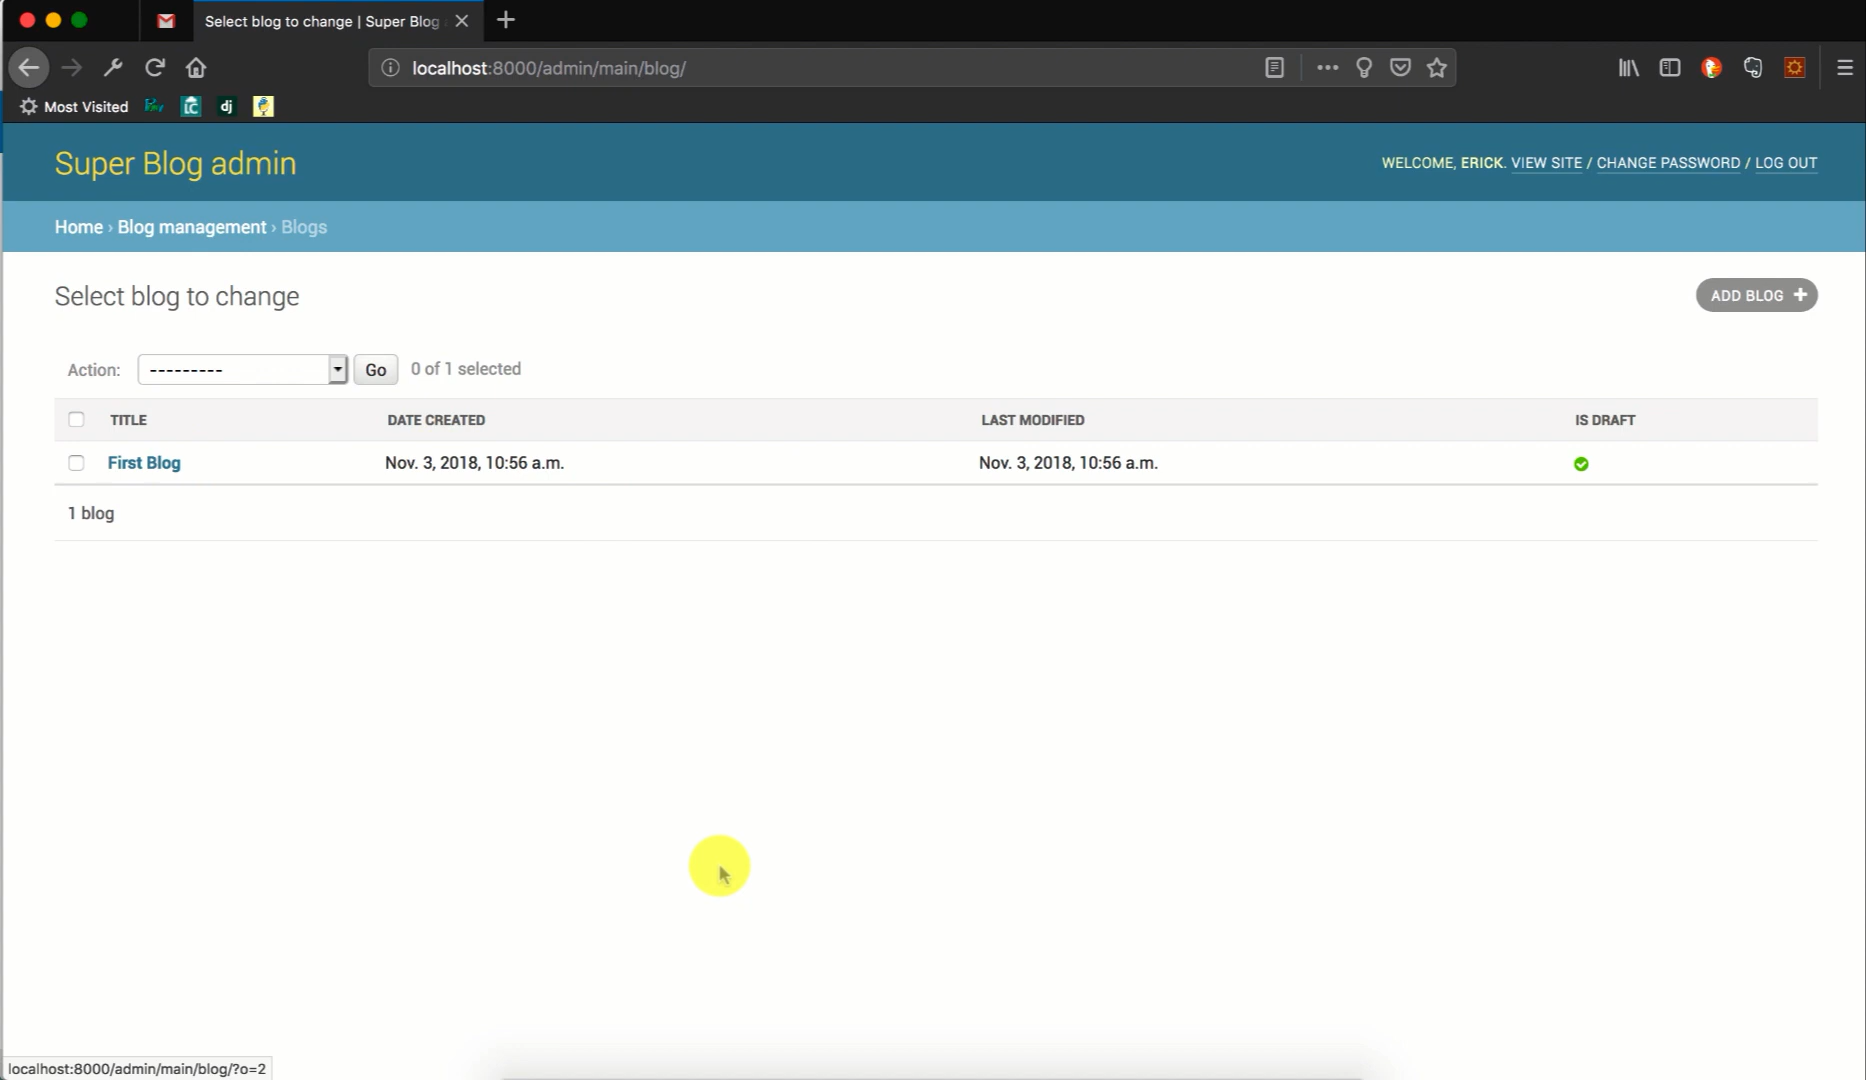 Select blog to change | Super Blog
localhost:8000/admin/main/blog/
Most Visited
dj
Super Blog admin
WELCOME, ERICK. VIEW SITE / CHANGE PASSWORD / LOG OUT
Home › Blog management › Blogs
Select blog to change
ADD BLOG +
Action: --------- Go 0 of 1 selected
TITLE DATE CREATED LAST MODIFIED IS DRAFT
First Blog Nov. 3, 2018, 10:56 a.m. Nov. 3, 2018, 10:56 a.m.
1 blog
localhost:8000/admin/main/blog/?o=2